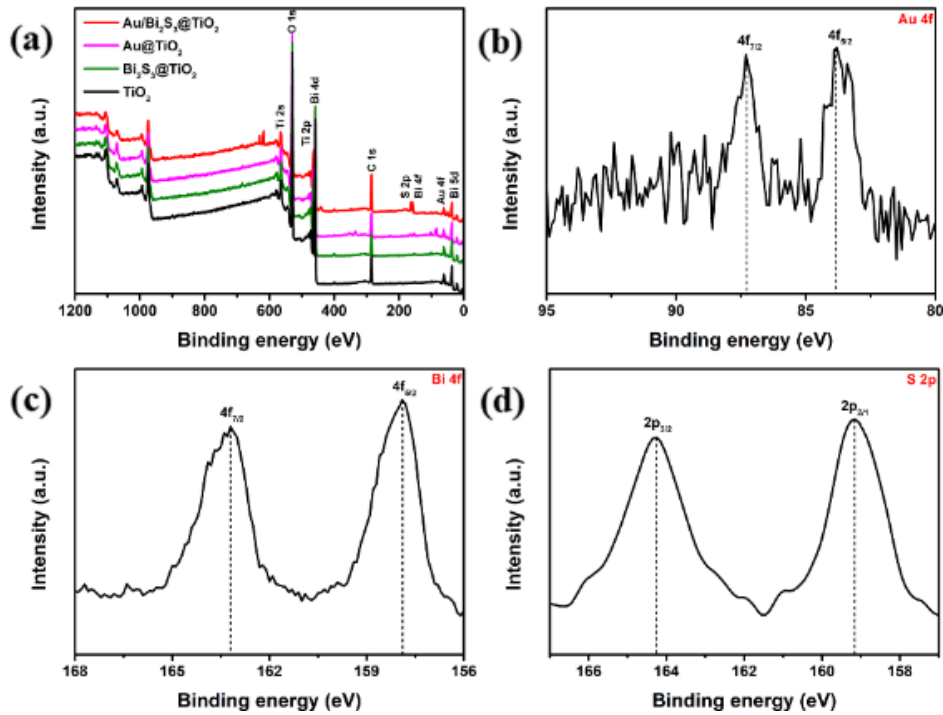 (a)
Au/Bi₂S₃@TiO₂
Au@TiO₂
Bi₂S₃@TiO₂
TiO₂
O 1s
Ti 2s
Ti 2p
Bi 4d
C 1s
S 2p
Bi 4f
Au 4f
Bi 5d
Intensity (a.u.)
1200 1000 800 600 400 200 0
Binding energy (eV)
(b)
Au 4f
4f₇/₂
4f₅/₂
Intensity (a.u.)
95 90 85 80
Binding energy (eV)
(c)
Bi 4f
4f₇/₂
4f₅/₂
Intensity (a.u.)
168 165 162 159 156
Binding energy (eV)
(d)
S 2p
2p₃/₂
2p₃/₁
Intensity (a.u.)
166 164 162 160 158
Binding energy (eV)